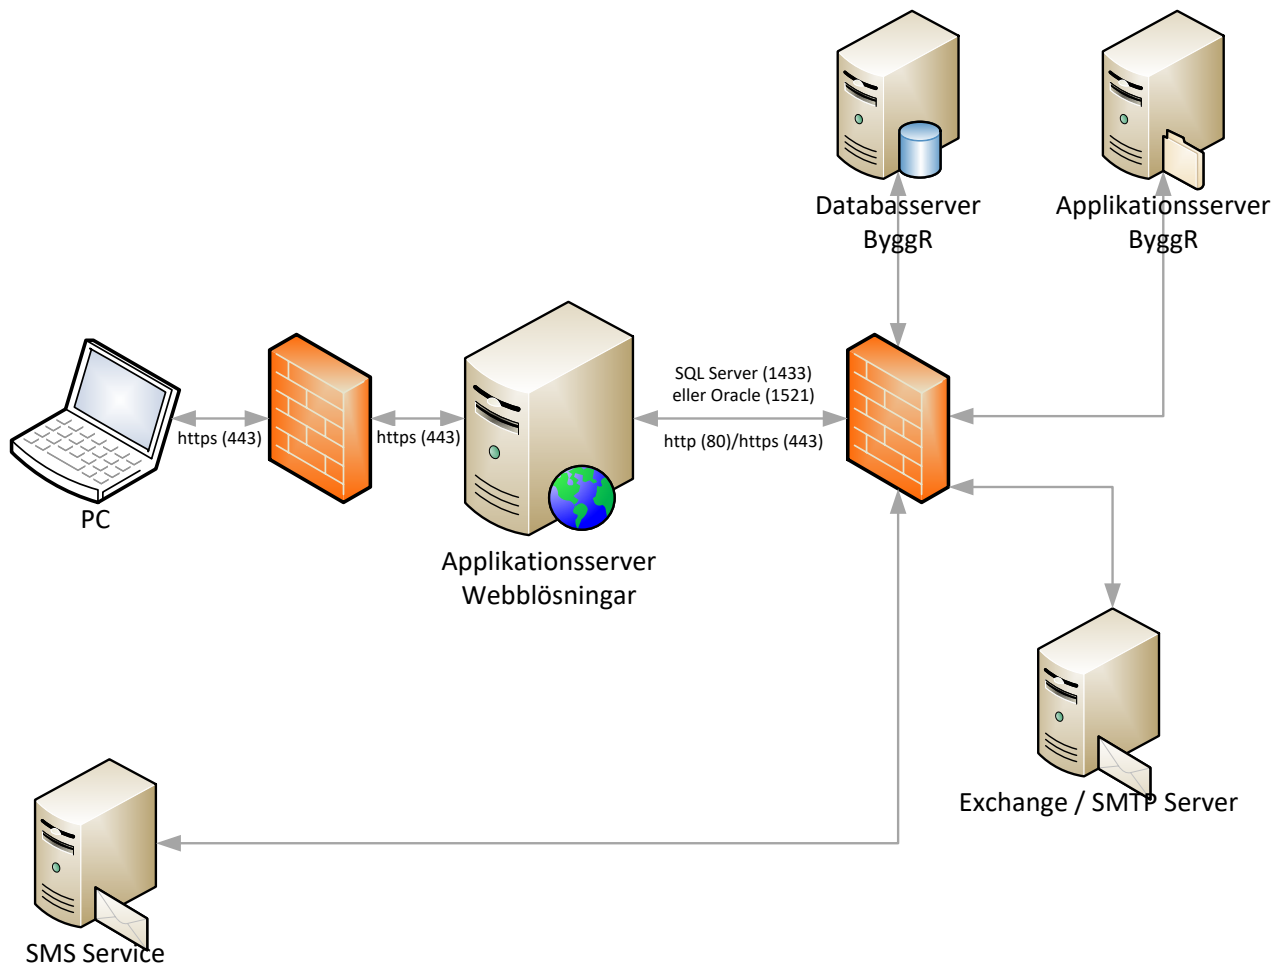 Databasserver
ByggR
Applikationsserver
ByggR
SQL Server (1433)
eller Oracle (1521)
https (443)
https (443)
http (80)/https (443)
PC
Applikationsserver
Webblösningar
Exchange / SMTP Server
SMS Service